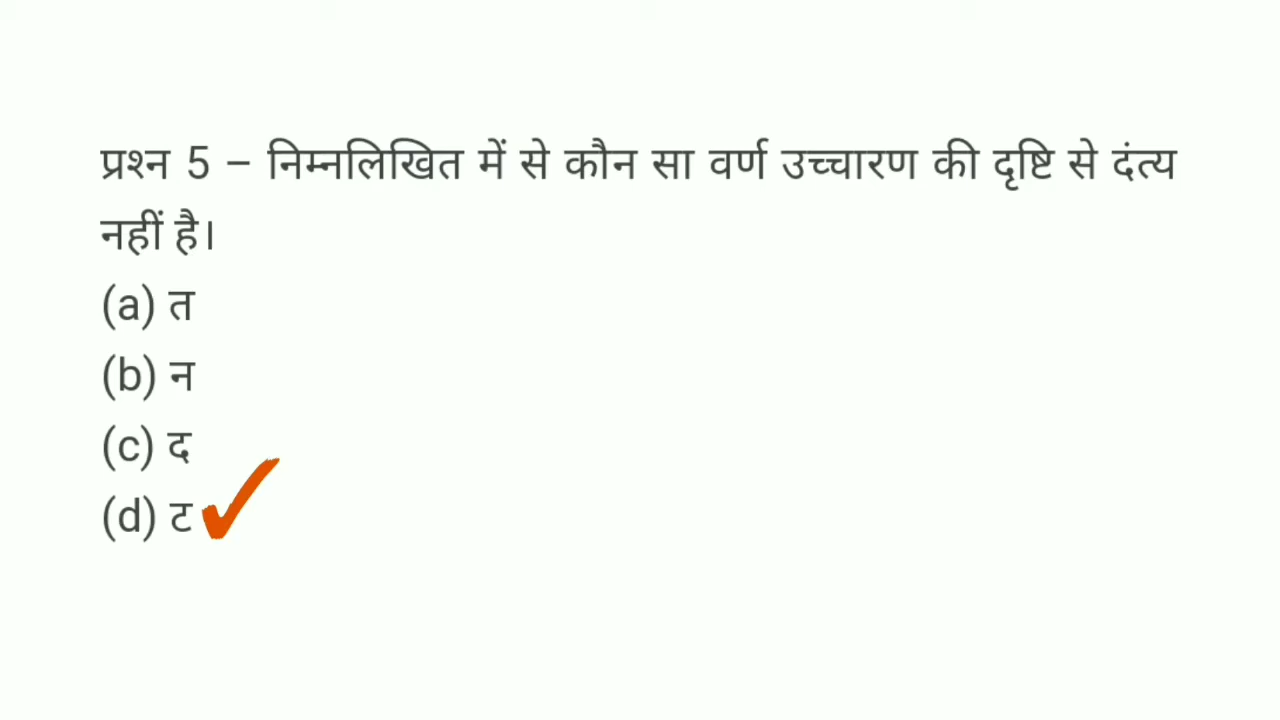 प्रश्न 5 – निम्नलिखित में से कौन सा वर्ण उच्चारण की दृष्टि से दंत्य
नहीं है।
(a) त
(b) न
(c) द
(d) ट